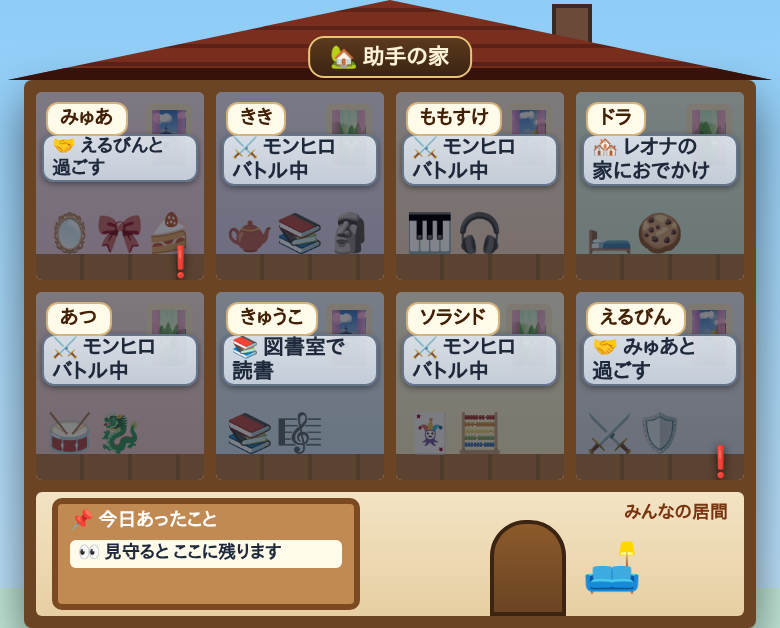 🏡 助手の家
みゅあ
🤝 えるびんと
過ごす
きき
⚔️ モンヒロ
バトル中
ももすけ
⚔️ モンヒロ
バトル中
ドラ
🏘️ レオナの
家におでかけ
あつ
⚔️ モンヒロ
バトル中
きゅうこ
📚 図書室で
読書
ソラシド
⚔️ モンヒロ
バトル中
えるびん
🤝 みゅあと
過ごす
📌 今日あったこと
👀 見守ると ここに残ります
みんなの居間